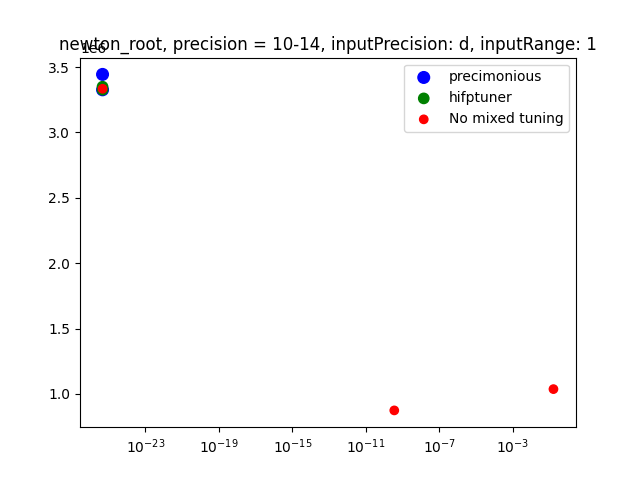 newton_root, precision = 10-14, inputPrecision: d, inputRange: 1
1e6
3.5
3.0
2.5
2.0
1.5
1.0
precimonious
hifptuner
No mixed tuning
10⁻²³ 10⁻¹⁹ 10⁻¹⁵ 10⁻¹¹ 10⁻⁷ 10⁻³